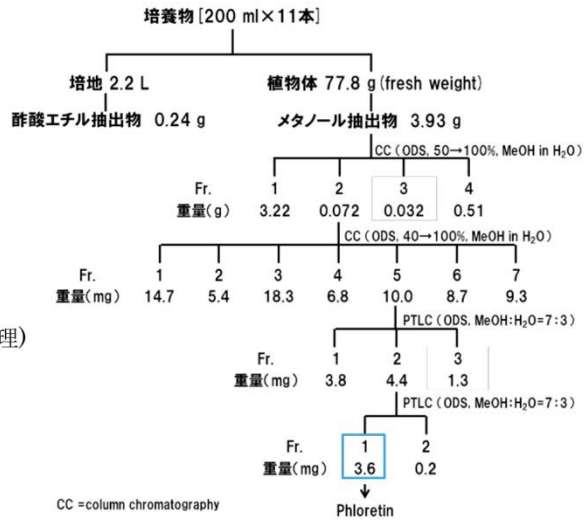 培養物 [200 ml×11本]
培地 2.2 L 植物体 77.8 g (fresh weight)
酢酸エチル抽出物 0.24 g メタノール抽出物 3.93 g
CC ( ODS, 50→100%, MeOH in H₂O)
Fr. 1 2 3 4
重量(g) 3.22 0.072 0.032 0.51
CC ( ODS, 40→100%, MeOH in H₂O)
Fr. 1 2 3 4 5 6 7
重量(mg) 14.7 5.4 18.3 6.8 10.0 8.7 9.3
PTLC ( ODS, MeOH:H₂O=7:3)
理)
Fr. 1 2 3
重量(mg) 3.8 4.4 1.3
PTLC ( ODS, MeOH:H₂O=7:3)
Fr. 1 2
重量(mg) 3.6 0.2
CC =column chromatography
Phloretin